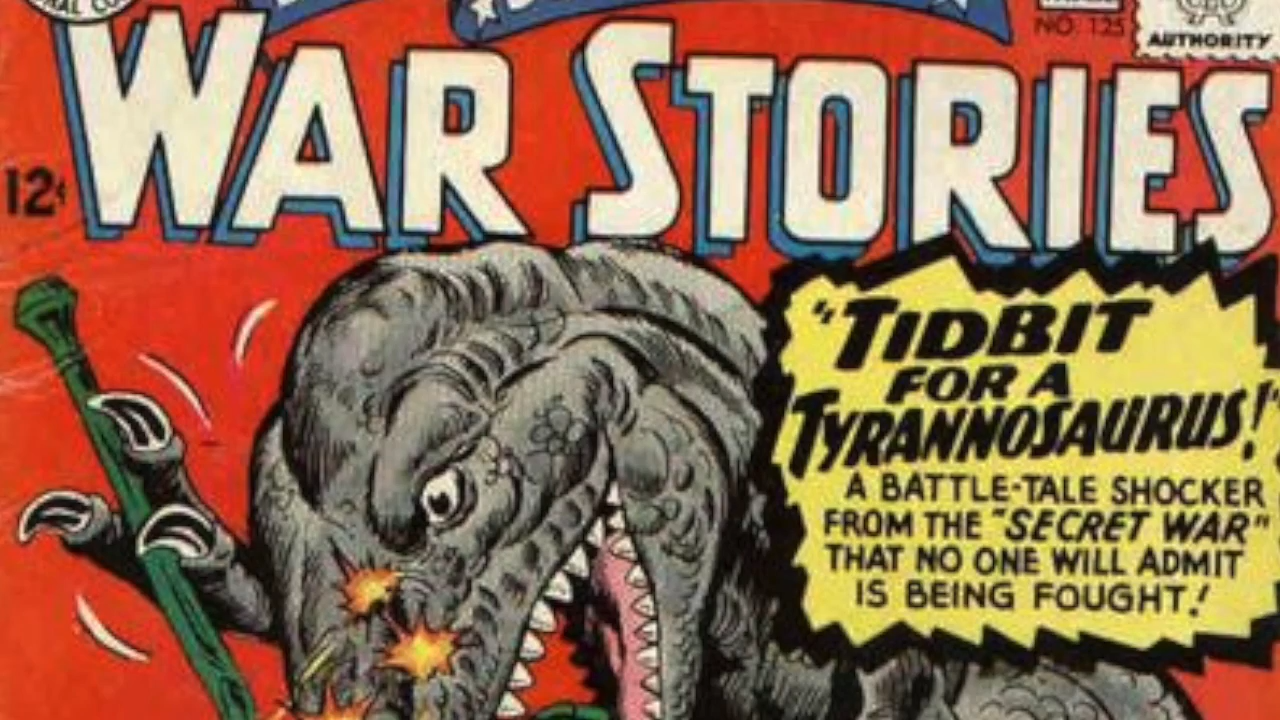 NO. 125
AUTHORITY
WAR STORIES
12¢
"TIDBIT
FOR A
TYRANNOSAURUS!"
A BATTLE-TALE SHOCKER
FROM THE "SECRET WAR"
THAT NO ONE WILL ADMIT
IS BEING FOUGHT!